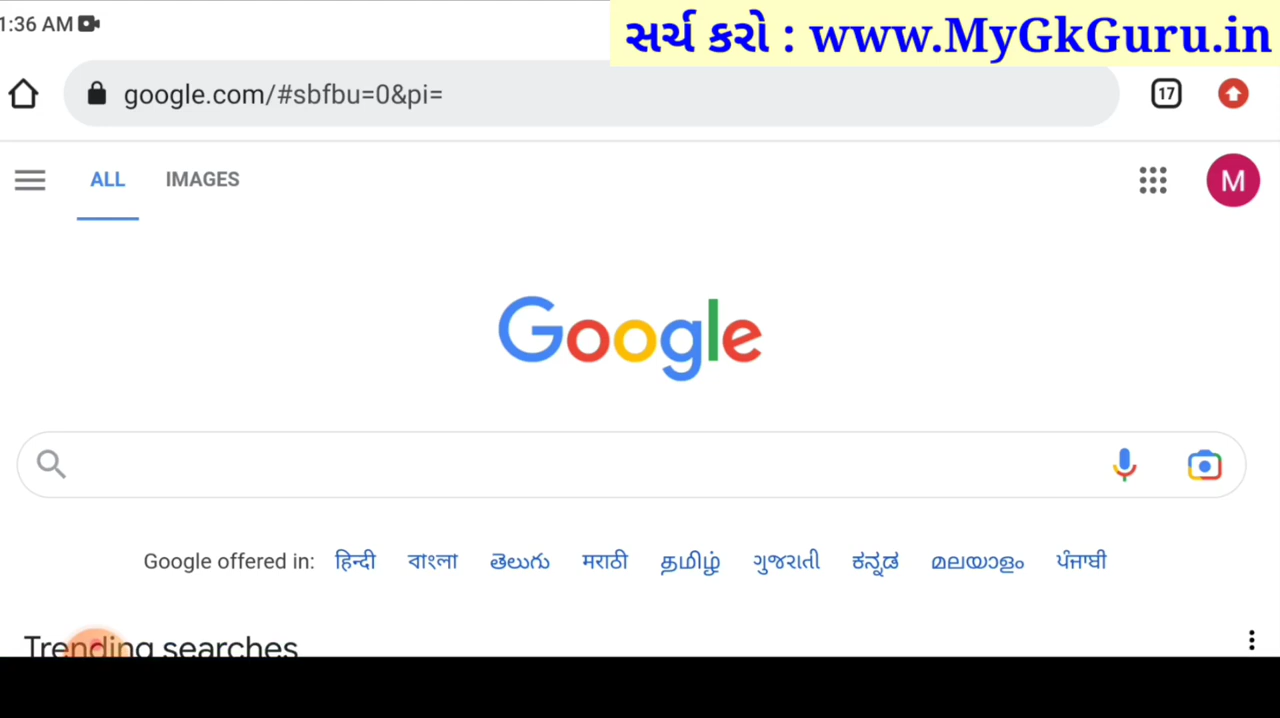 1:36 AM
સર્ચ કરો : www.MyGkGuru.in
google.com/#sbfbu=0&pi=
17
ALL IMAGES
M
Google
Google offered in: हिन्दी বাংলা తెలుగు मराठी தமிழ் ગુજરાતી ಕನ್ನಡ മലയാളം ਪੰਜਾਬੀ
Trending searches